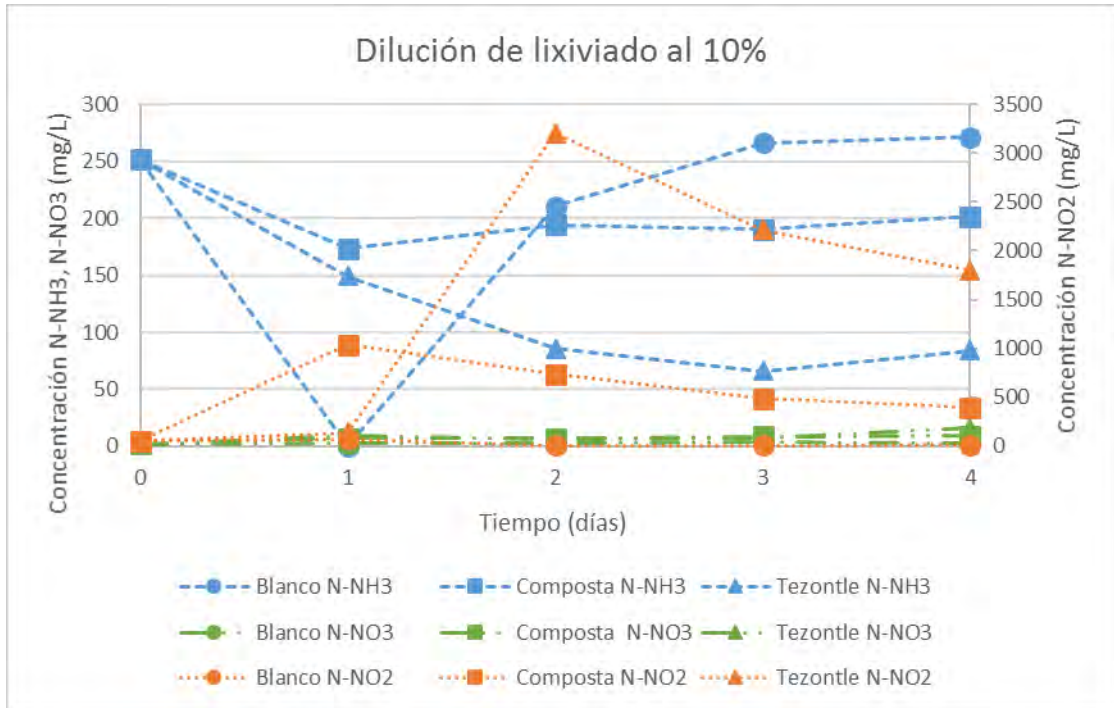 Dilución de lixiviado al 10%
Concentración N-NH3, N-NO3 (mg/L)
300
250
200
150
100
50
0
3500
3000
2500
2000
1500
1000
500
0
Concentración N-NO2 (mg/L)
0 1 2 3 4
Tiempo (días)
Blanco N-NH3 Composta N-NH3 Tezontle N-NH3
Blanco N-NO3 Composta N-NO3 Tezontle N-NO3
Blanco N-NO2 Composta N-NO2 Tezontle N-NO2